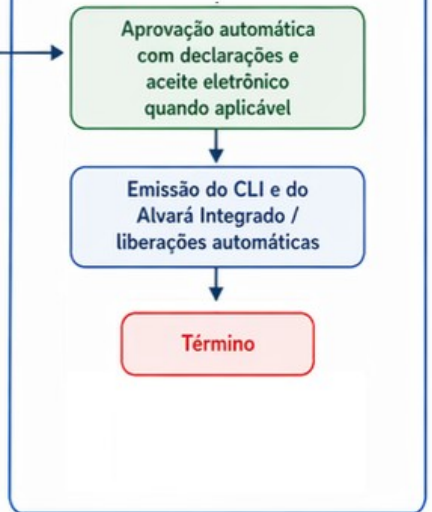 Aprovação automática
com declarações e
aceite eletrônico
quando aplicável
Emissão do CLI e do
Alvará Integrado /
liberações automáticas
Término